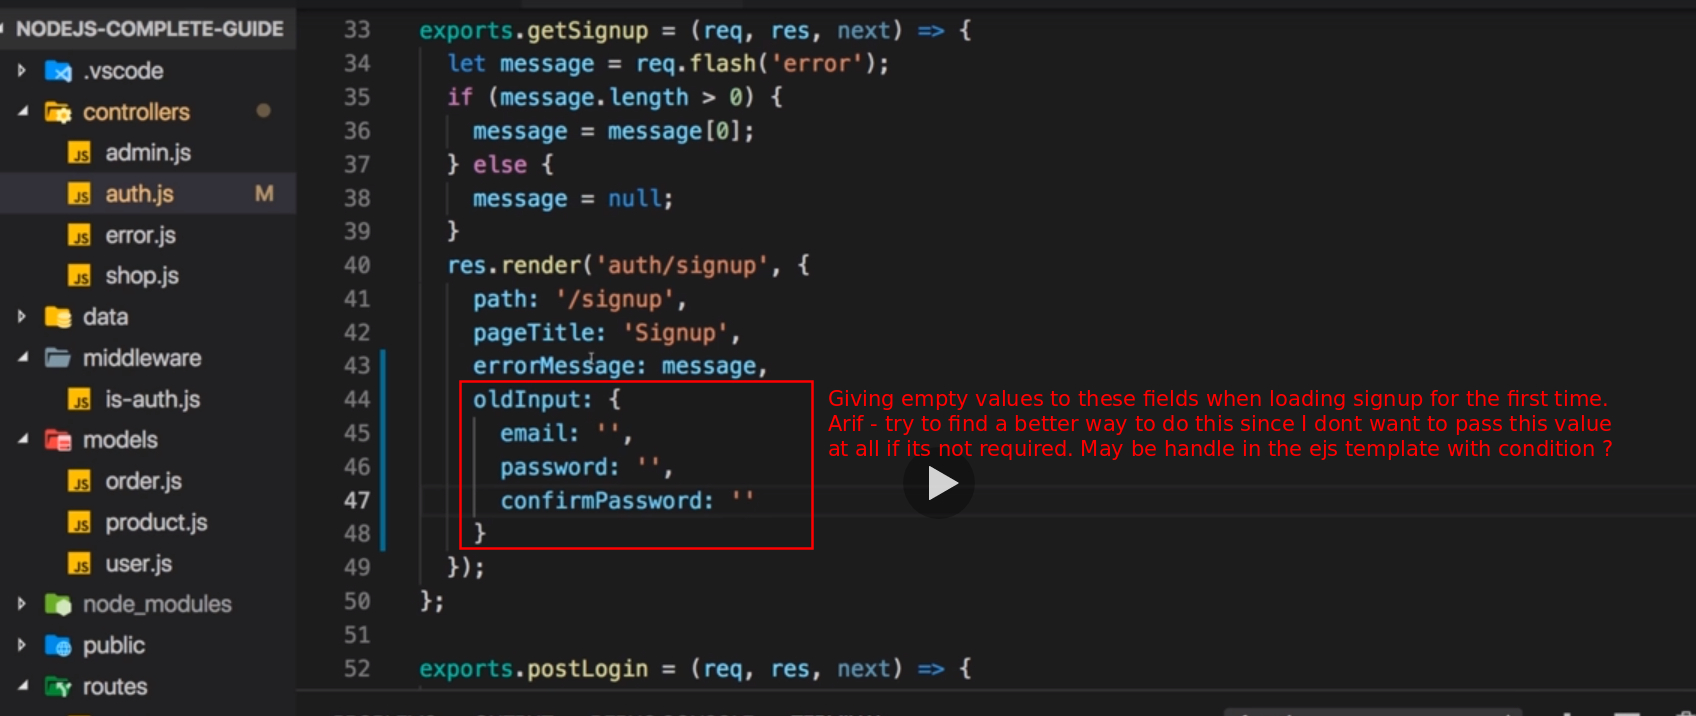 NODEJS-COMPLETE-GUIDE
.vscode
controllers
admin.js
auth.js M
error.js
shop.js
data
middleware
is-auth.js
models
order.js
product.js
user.js
node_modules
public
routes
33 exports.getSignup = (req, res, next) => {
34 let message = req.flash('error');
35 if (message.length > 0) {
36 message = message[0];
37 } else {
38 message = null;
39 }
40 res.render('auth/signup', {
41 path: '/signup',
42 pageTitle: 'Signup',
43 errorMessage: message,
44 oldInput: {
45 email: '',
46 password: '',
47 confirmPassword: ''
48 }
49 });
50 };
51
52 exports.postLogin = (req, res, next) => {
Giving empty values to these fields when loading signup for the first time.
Arif - try to find a better way to do this since I dont want to pass this value
at all if its not required. May be handle in the ejs template with condition ?